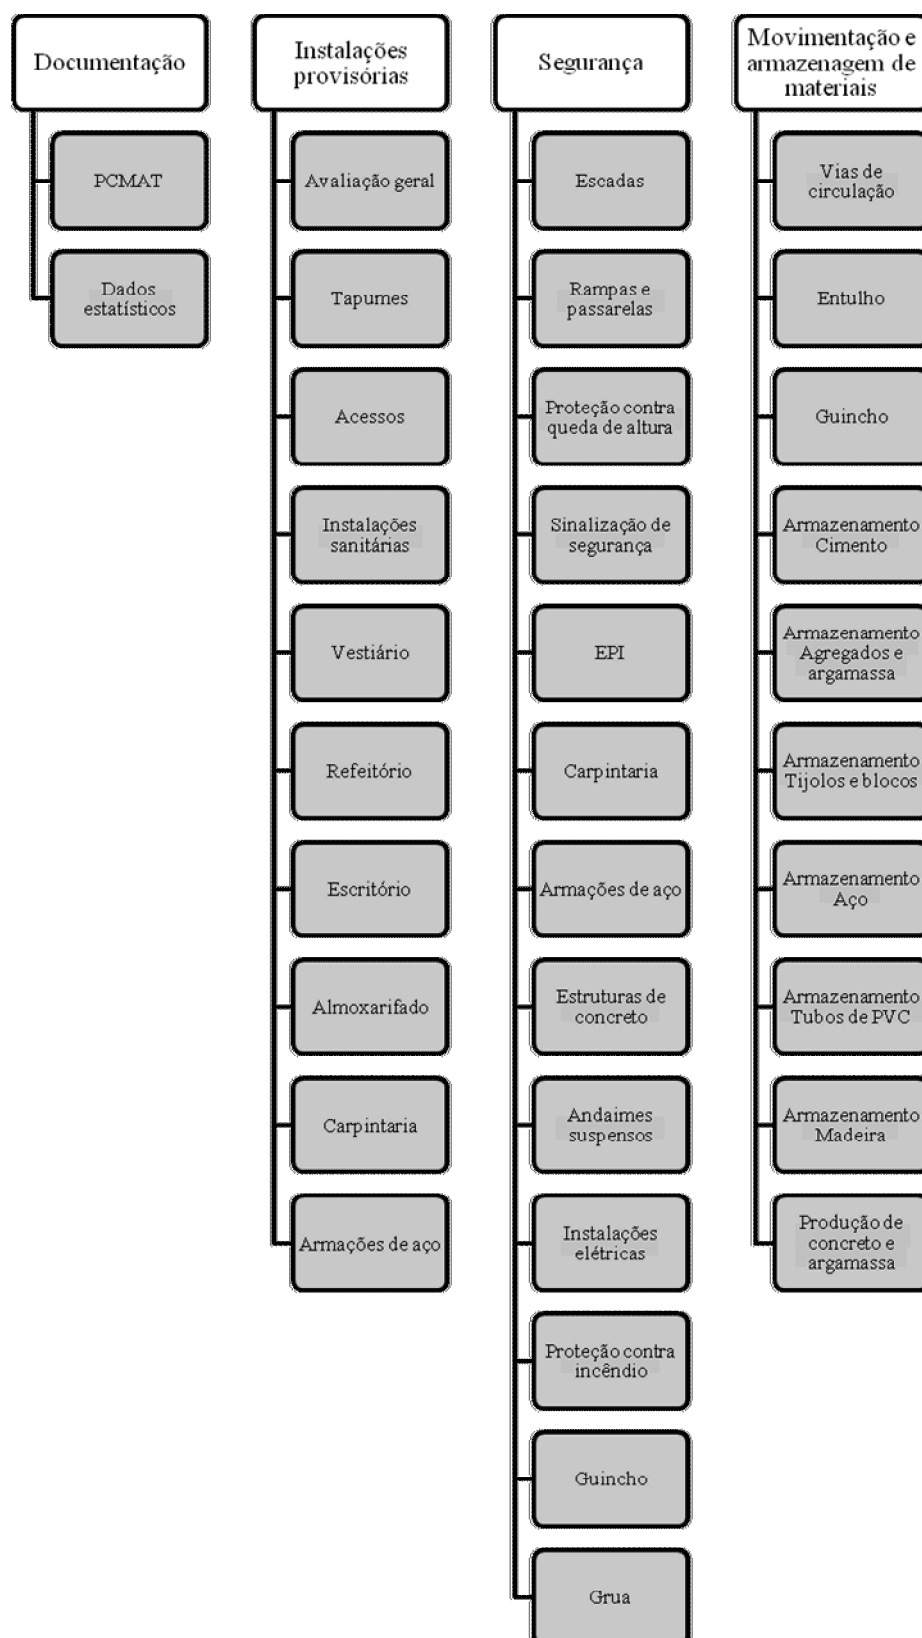 Documentação
PCMAT
Dados
estatísticos
Instalações
provisórias
Avaliação geral
Tapumes
Acessos
Instalações
sanitárias
Vestiário
Refeitório
Escritório
Almoxarifado
Carpintaria
Armações de aço
Segurança
Escadas
Rampas e
passarelas
Proteção contra
queda de altura
Sinalização de
segurança
EPI
Carpintaria
Armações de aço
Estruturas de
concreto
Andaimes
suspensos
Instalações
elétricas
Proteção contra
incêndio
Guincho
Grua
Movimentação e
armazenagem de
materiais
Vias de
circulação
Entulho
Guincho
Armazenamento
Cimento
Armazenamento
Agregados e
argamassa
Armazenamento
Tijolos e blocos
Armazenamento
Aço
Armazenamento
Tubos de PVC
Armazenamento
Madeira
Produção de
concreto e
argamassa